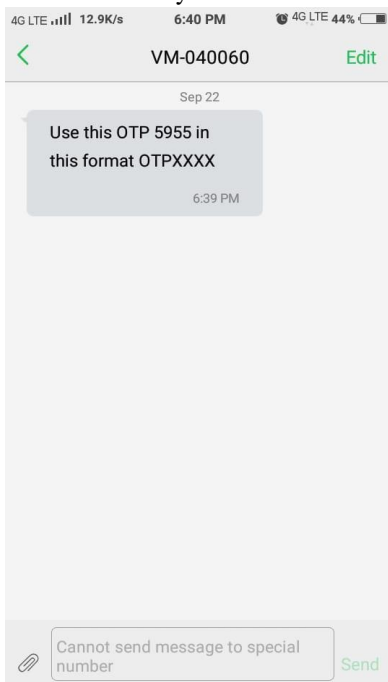 4G LTE 12.9K/s 6:40 PM 4G LTE 44%
VM-040060 Edit
Sep 22
Use this OTP 5955 in
this format OTPXXXX
6:39 PM
Cannot send message to special
number
Send